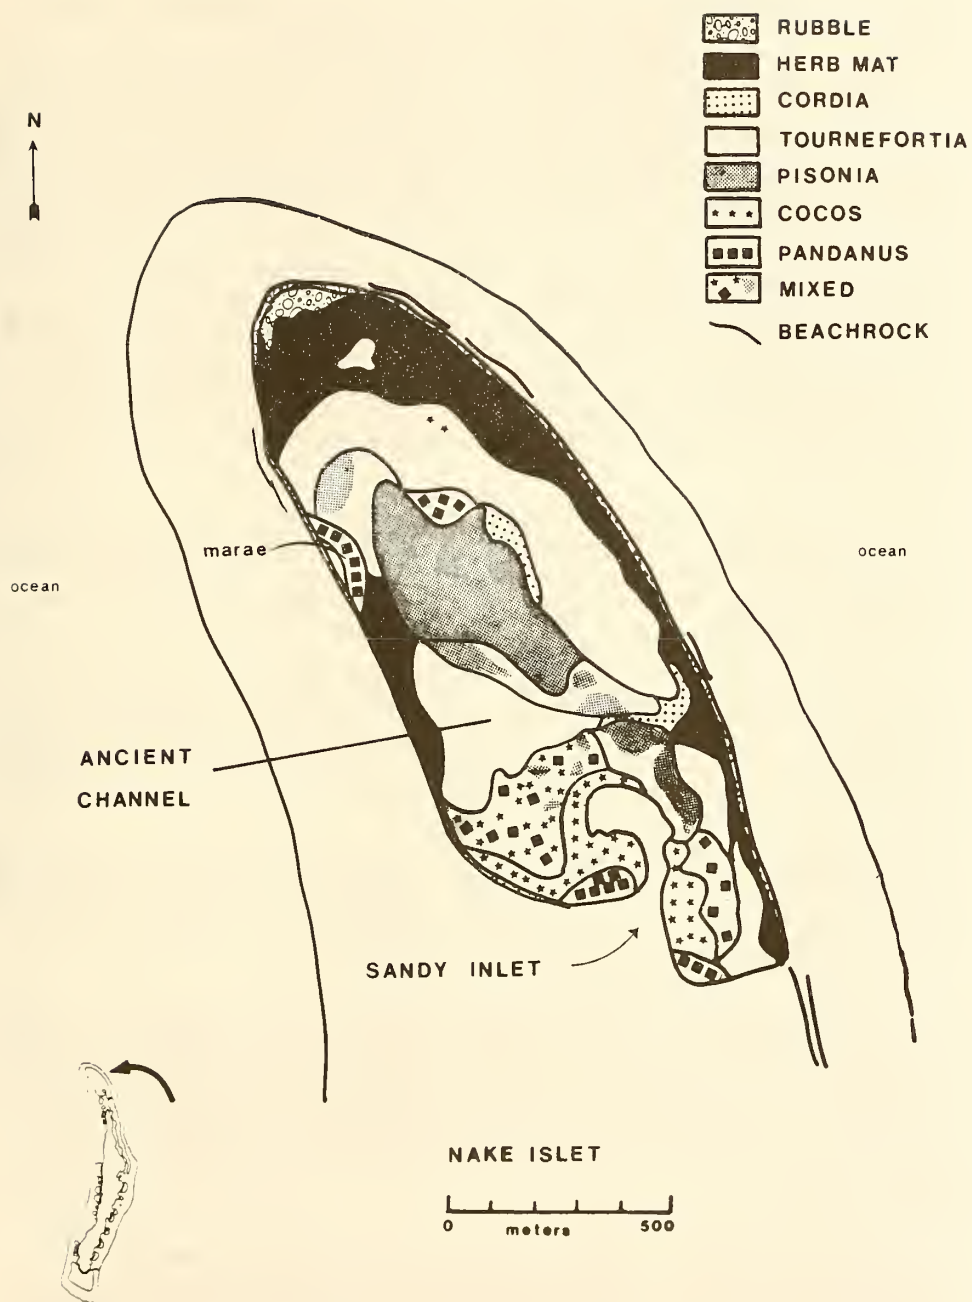 RUBBLE
HERB MAT
CORDIA
TOURNEFORTIA
PISONIA
COCOS
PANDANUS
MIXED
BEACHROCK
N
marae
ocean
ocean
ANCIENT
CHANNEL
SANDY INLET
NAKE ISLET
0 meters 500